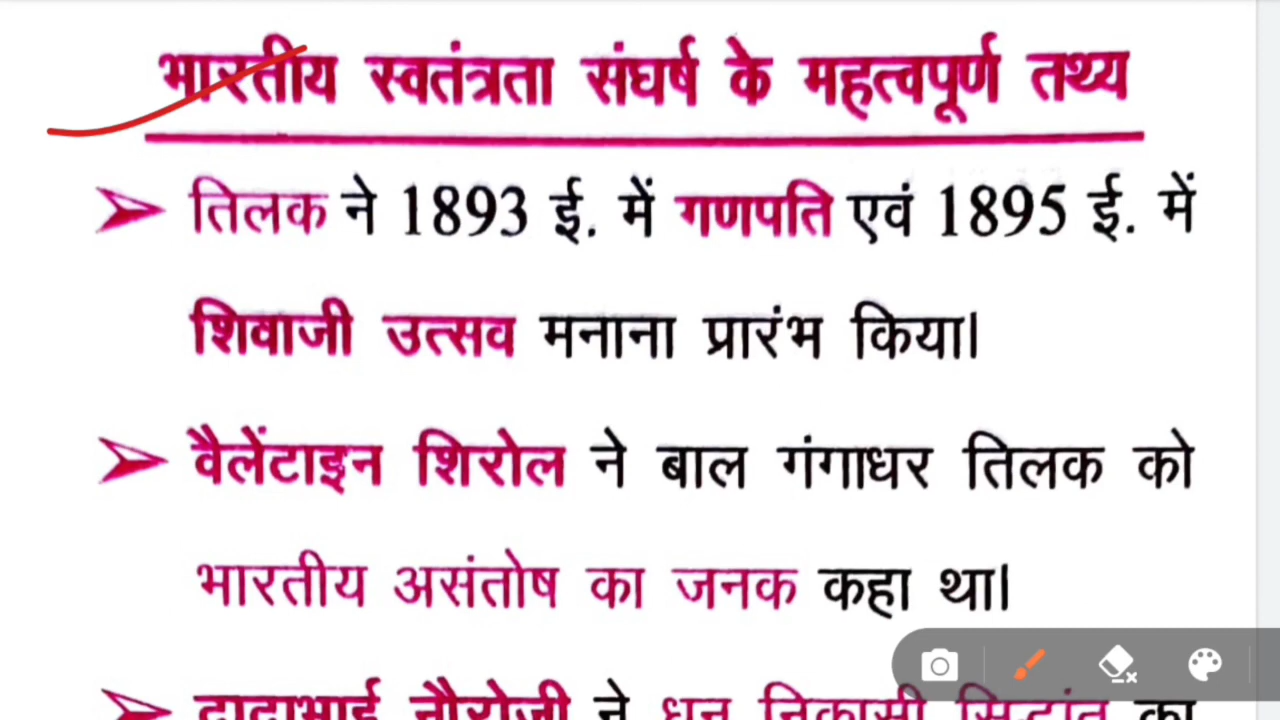 भारतीय स्वतंत्रता संघर्ष के महत्वपूर्ण तथ्य
तिलक ने 1893 ई. में गणपति एवं 1895 ई. में
शिवाजी उत्सव मनाना प्रारंभ किया।
वैलेंटाइन शिरोल ने बाल गंगाधर तिलक को
भारतीय असंतोष का जनक कहा था।
दादाभाई नौरोजी ने धन निकासी सिद्धांत का